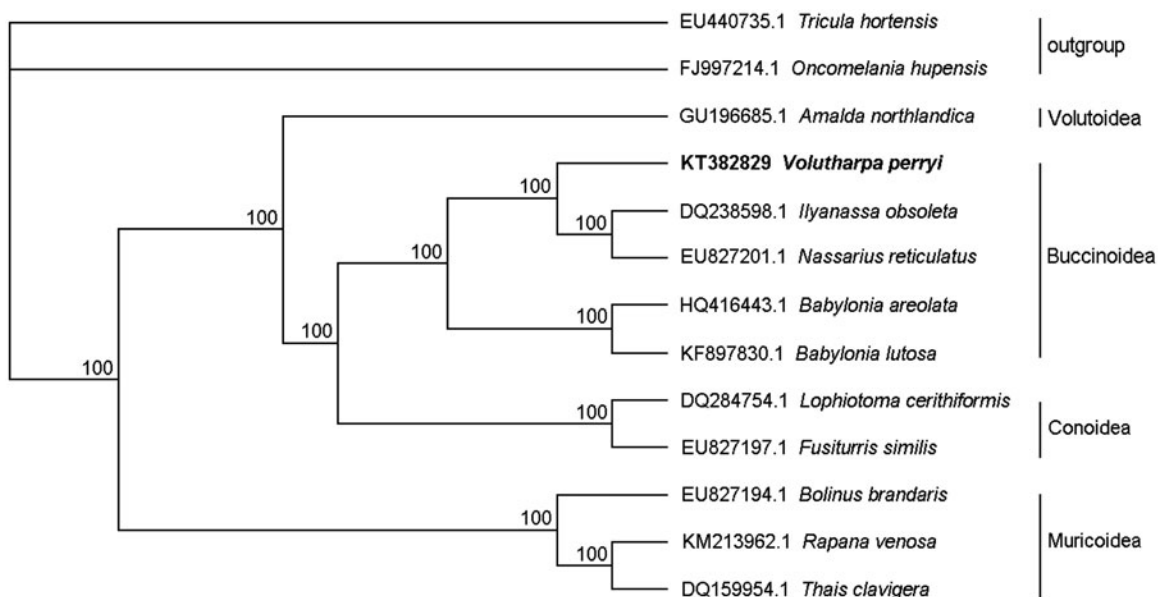 EU440735.1 Tricula hortensis
outgroup
FJ997214.1 Oncomelania hupensis
GU196685.1 Amalda northlandica
Volutoidea
KT382829 Volutharpa perryi
100
DQ238598.1 Ilyanassa obsoleta
100
100
100
EU827201.1 Nassarius reticulatus
Buccinoidea
HQ416443.1 Babylonia areolata
100
100
KF897830.1 Babylonia lutosa
100
DQ284754.1 Lophiotoma cerithiformis
100
Conoidea
EU827197.1 Fusiturris similis
EU827194.1 Bolinus brandaris
100
KM213962.1 Rapana venosa
Muricoidea
100
DQ159954.1 Thais clavigera